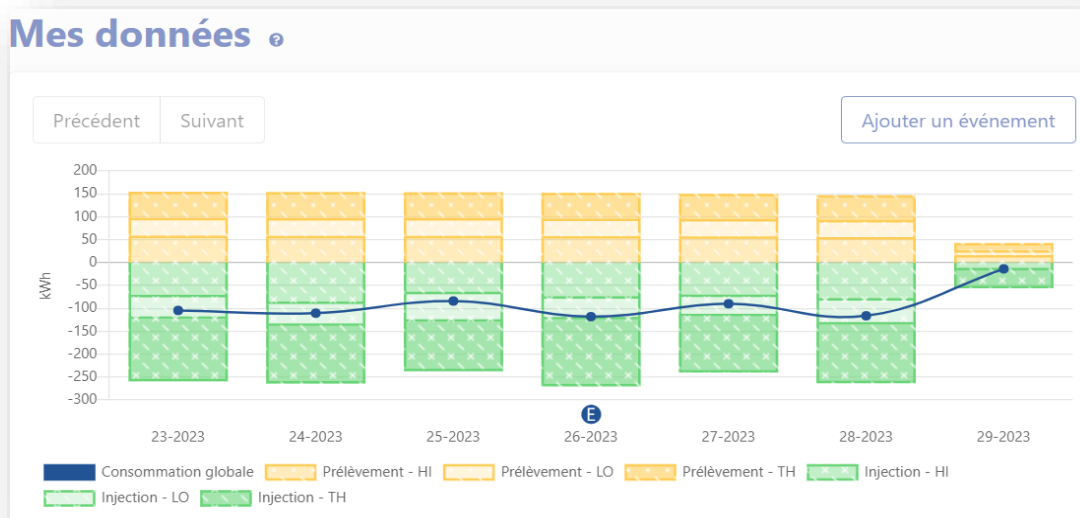 Mes données ?
Précédent Suivant Ajouter un événement
200
150
100
50
0
-50
-100
-150
-200
-250
-300
kWh
E
23-2023 24-2023 25-2023 26-2023 27-2023 28-2023 29-2023
Consommation globale Prélèvement - HI Prélèvement - LO Prélèvement - TH Injection - HI
Injection - LO Injection - TH